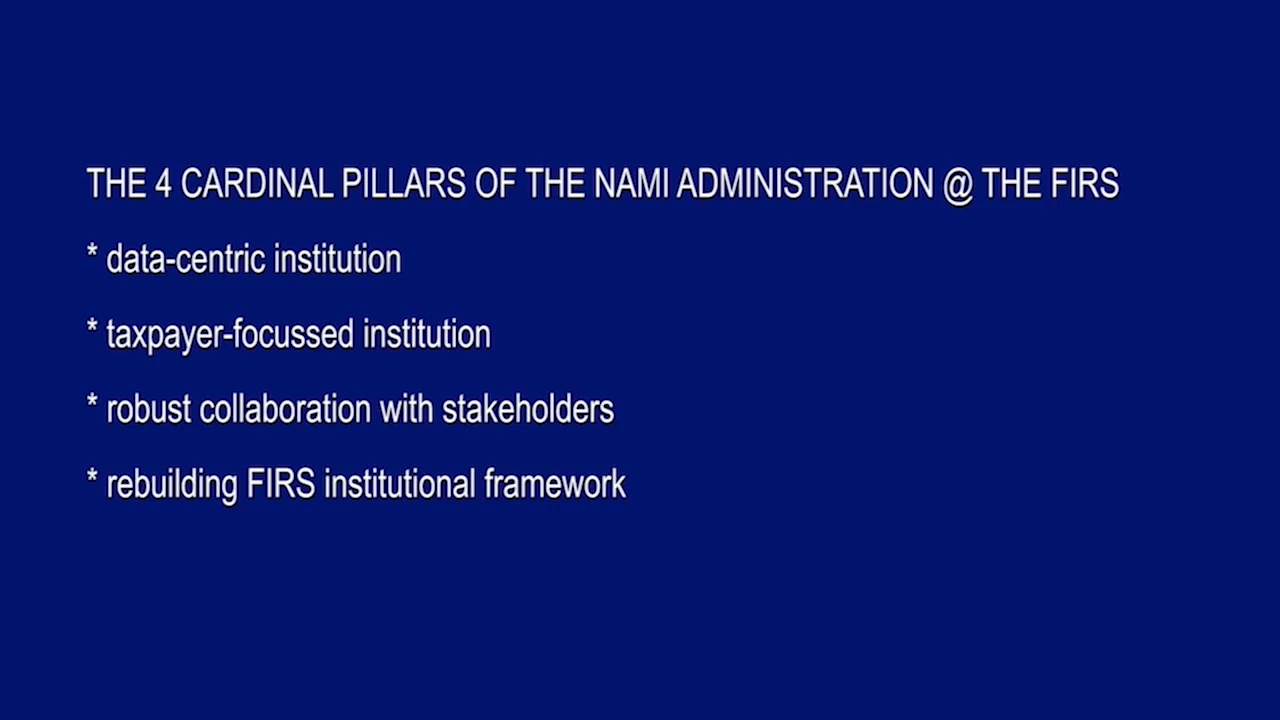 THE 4 CARDINAL PILLARS OF THE NAMI ADMINISTRATION @ THE FIRS
* data-centric institution
* taxpayer-focussed institution
* robust collaboration with stakeholders
* rebuilding FIRS institutional framework